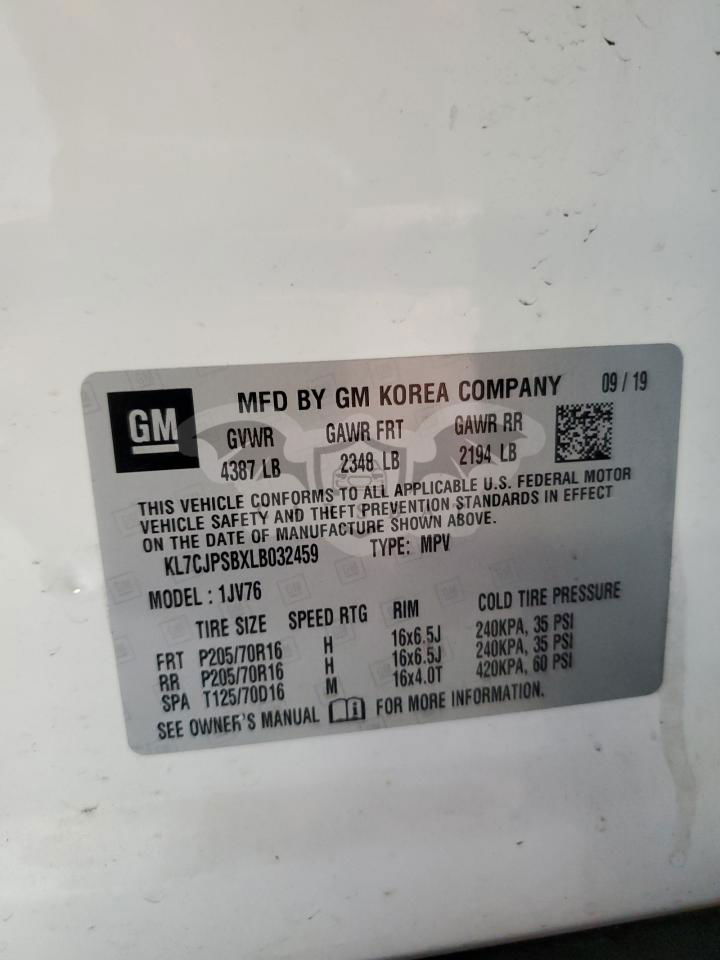 GM
MFD BY GM KOREA COMPANY 09 / 19
GVWR GAWR FRT GAWR RR
4387 LB 2348 LB 2194 LB
THIS VEHICLE CONFORMS TO ALL APPLICABLE U.S. FEDERAL MOTOR
VEHICLE SAFETY AND THEFT PREVENTION STANDARDS IN EFFECT
ON THE DATE OF MANUFACTURE SHOWN ABOVE.
KL7CJPSBXLB032459 TYPE: MPV
MODEL : 1JV76
TIRE SIZE SPEED RTG RIM COLD TIRE PRESSURE
FRT P205/70R16 H 16x6.5J 240KPA, 35 PSI
RR P205/70R16 H 16x6.5J 240KPA, 35 PSI
SPA T125/70D16 M 16x4.0T 420KPA, 60 PSI
SEE OWNER'S MANUAL FOR MORE INFORMATION.